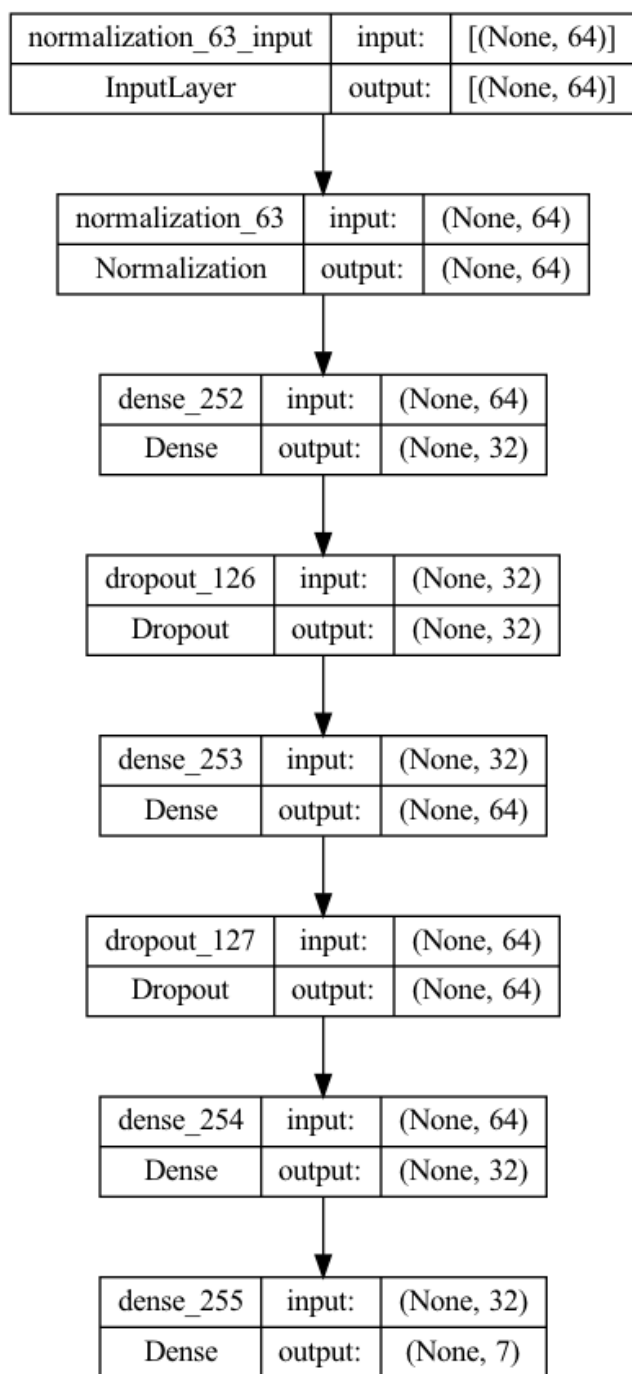 normalization_63_input input: [(None, 64)]
InputLayer output: [(None, 64)]
normalization_63 input: (None, 64)
Normalization output: (None, 64)
dense_252 input: (None, 64)
Dense output: (None, 32)
dropout_126 input: (None, 32)
Dropout output: (None, 32)
dense_253 input: (None, 32)
Dense output: (None, 64)
dropout_127 input: (None, 64)
Dropout output: (None, 64)
dense_254 input: (None, 64)
Dense output: (None, 32)
dense_255 input: (None, 32)
Dense output: (None, 7)